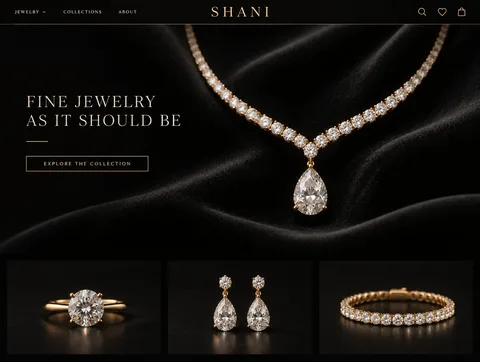 JEWELRY
COLLECTIONS
ABOUT
SHANI
FINE JEWELRY
AS IT SHOULD BE
EXPLORE THE COLLECTION